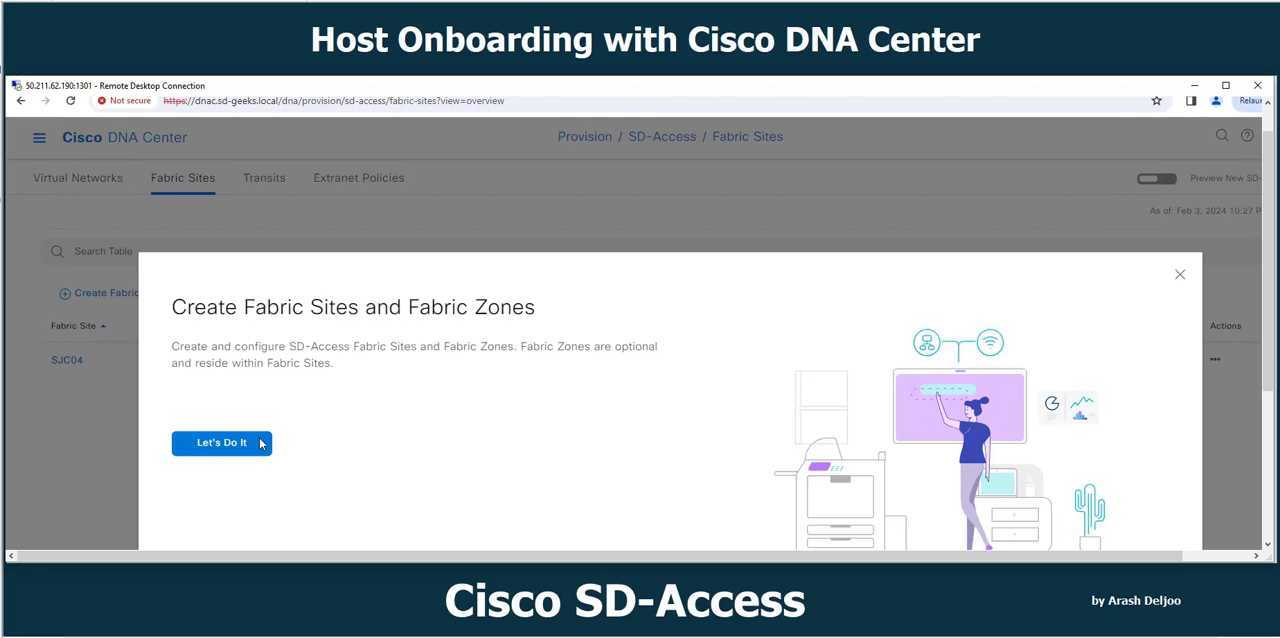 Host Onboarding with Cisco DNA Center
50.211.62.190:1301 - Remote Desktop Connection
Not secure https://dnac.sd-geeks.local/dna/provision/sd-access/fabric-sites?view=overview
Cisco DNA Center
Provision / SD-Access / Fabric Sites
Virtual Networks Fabric Sites Transits Extranet Policies
Preview New SD-
As of: Feb 3, 2024 10:27 P
Search Table
Create Fabric
Create Fabric Sites and Fabric Zones
Fabric Site Actions
Create and configure SD-Access Fabric Sites and Fabric Zones. Fabric Zones are optional
and reside within Fabric Sites.
SJC04
Let's Do It
Cisco SD-Access
by Arash Deljoo